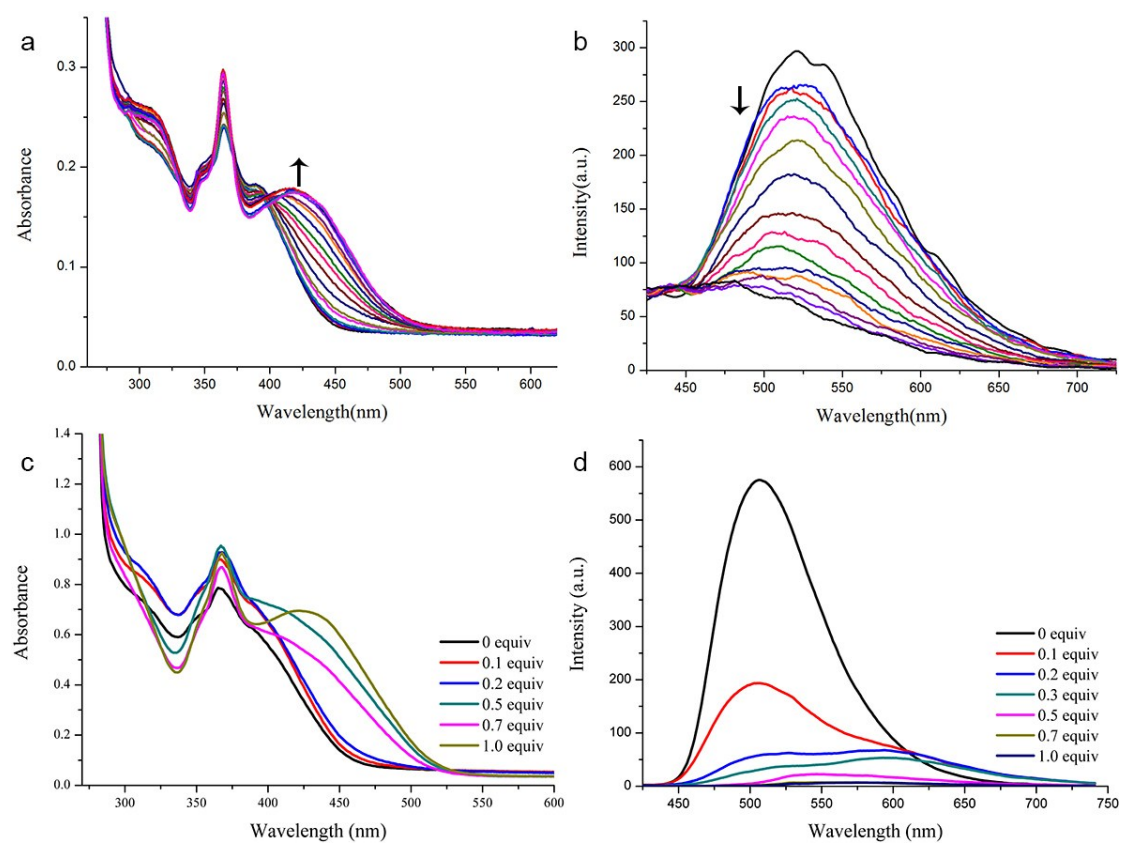 a
0.3
0.2
0.1
0.0
Absorbance
300 350 400 450 500 550 600
Wavelength(nm)
b
300
250
200
150
100
50
0
Intensity(a.u.)
450 500 550 600 650 700
Wavelength(nm)
c
1.4
1.2
1.0
0.8
0.6
0.4
0.2
0.0
Absorbance
0 equiv
0.1 equiv
0.2 equiv
0.5 equiv
0.7 equiv
1.0 equiv
300 350 400 450 500 550 600
Wavelength (nm)
d
600
500
400
300
200
100
50
0
Intensity (a.u.)
0 equiv
0.1 equiv
0.2 equiv
0.3 equiv
0.5 equiv
0.7 equiv
1.0 equiv
450 500 550 600 650 700 750
Wavelength (nm)